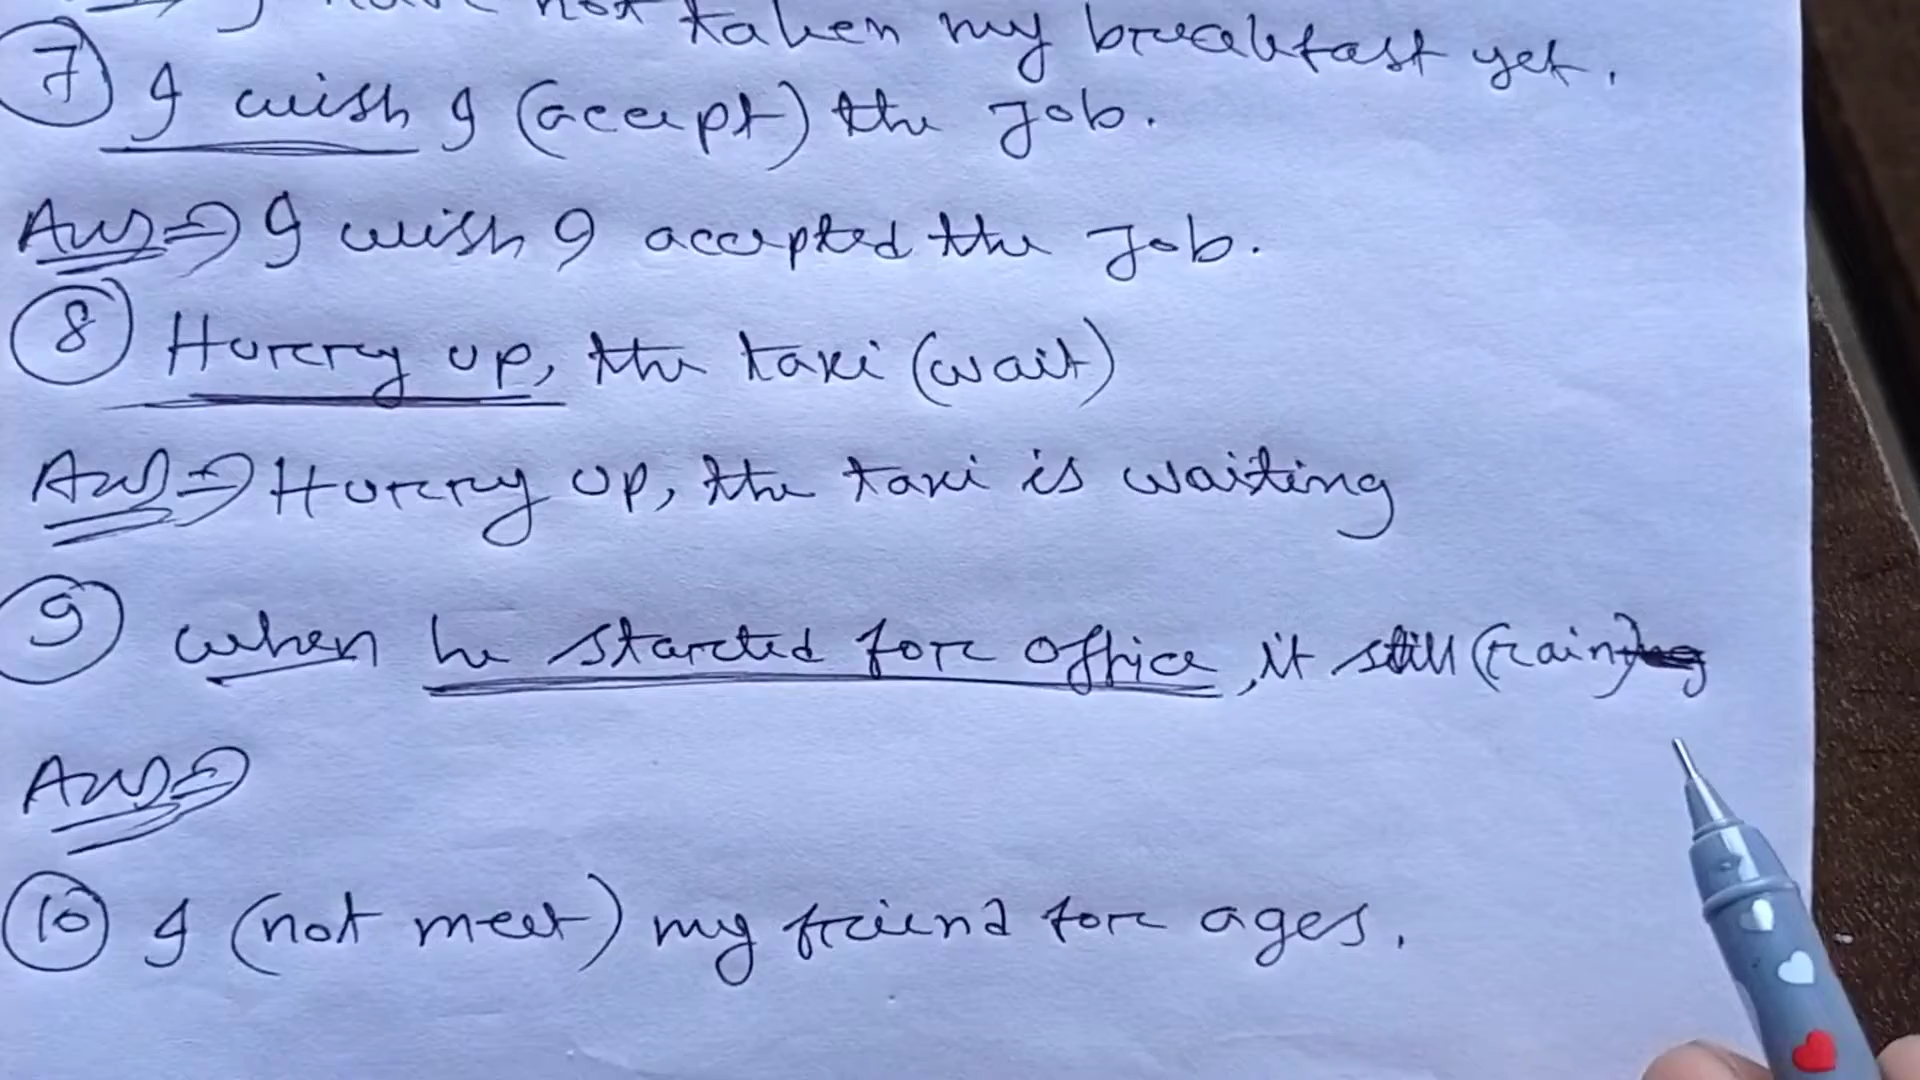 have not taken my breakfast yet.
7 I wish I (accept) the job.
Ans⇒ I wish I accepted the job.
8 Hurry up, the taxi (wait)
Ans⇒ Hurry up, the taxi is waiting
9 when he started for office, it still (rain)
Ans⇒
10 I (not meet) my friend for ages.